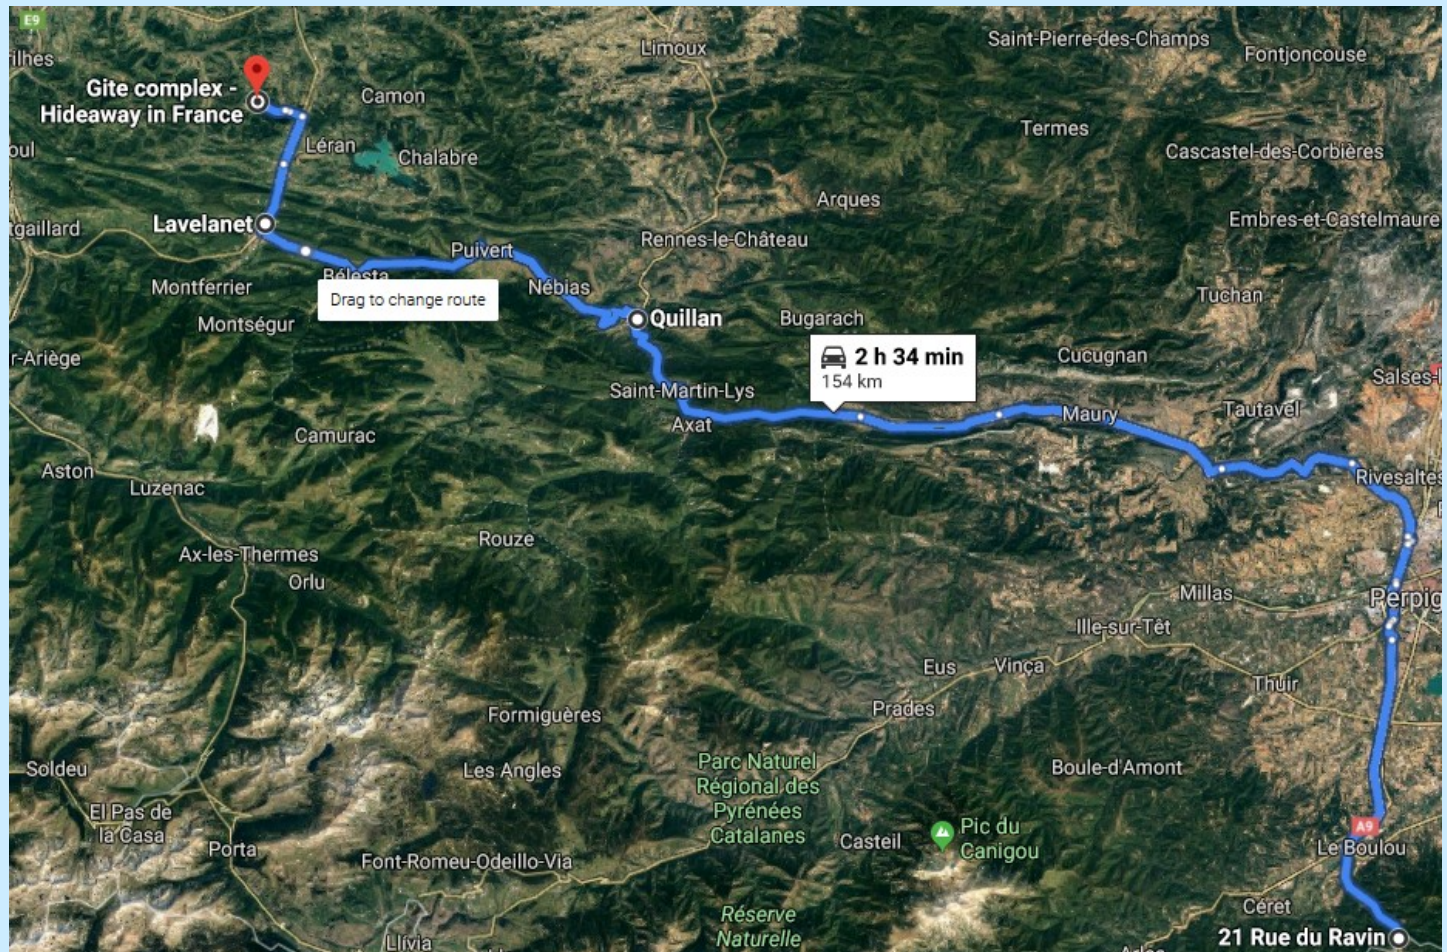 E9
rilhes
Limoux
Saint-Pierre-des-Champs
Fontjoncouse
Gite complex -
Hideaway in France
Camon
Termes
oul
Léran
Chalabre
Cascastel-des-Corbières
Arques
tgaillard
Lavelanet
Embres-et-Castelmaure
Rennes-le-Château
Puivert
Bélesta
Montferrier
Nébias
Drag to change route
Tuchan
Montségur
Quillan
Bugarach
r-Ariège
2 h 34 min
154 km
Cucugnan
Salses-l
Saint-Martin-Lys
Axat
Maury
Tautavel
Camurac
Aston
Luzenac
Rivesaltes
Ax-les-Thermes
Orlu
Rouze
Millas
Perpig
Ille-sur-Têt
Eus
Vinça
Thuir
Prades
Formiguères
Les Angles
Soldeu
Parc Naturel
Régional des
Pyrénées
Catalanes
Boule-d'Amont
El Pas de
la Casa
Porta
Casteil
Pic du
Canigou
A9
Le Boulou
Font-Romeu-Odeillo-Via
Céret
Réserve
Naturelle
Llívia
21 Rue du Ravin